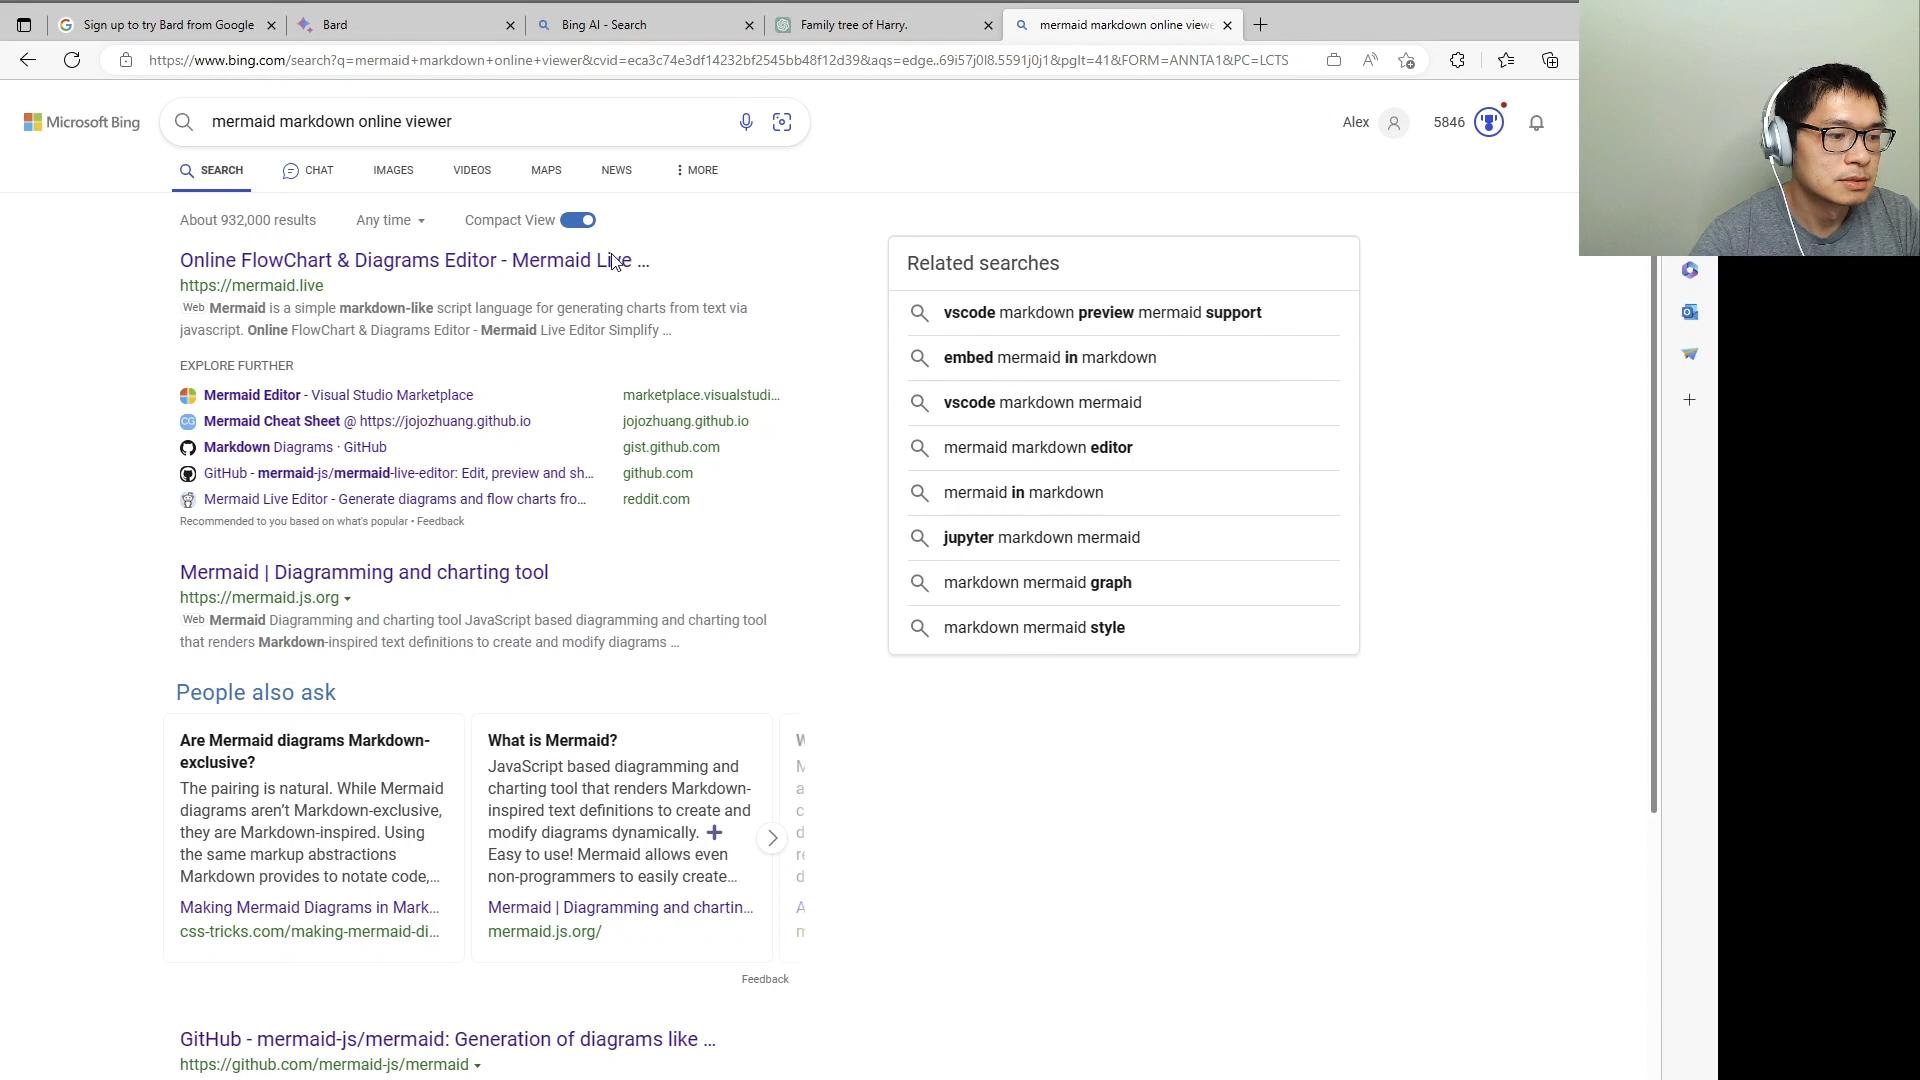 Sign up to try Bard from Google
Bard
Bing AI - Search
Family tree of Harry.
mermaid markdown online viewe
https://www.bing.com/search?q=mermaid+markdown+online+viewer&cvid=eca3c74e3df14232bf2545bb48f12d39&aqs=edge..69i57j0l8.5591j0j1&pglt=41&FORM=ANNTA1&PC=LCTS
Microsoft Bing
mermaid markdown online viewer
Alex
5846
SEARCH
CHAT
IMAGES
VIDEOS
MAPS
NEWS
MORE
About 932,000 results
Any time
Compact View
Online FlowChart & Diagrams Editor - Mermaid Live ...
https://mermaid.live
Web Mermaid is a simple markdown-like script language for generating charts from text via
javascript. Online FlowChart & Diagrams Editor - Mermaid Live Editor Simplify ...
EXPLORE FURTHER
Mermaid Editor - Visual Studio Marketplace
marketplace.visualstudi...
Mermaid Cheat Sheet @ https://jojozhuang.github.io
jojozhuang.github.io
Markdown Diagrams · GitHub
gist.github.com
GitHub - mermaid-js/mermaid-live-editor: Edit, preview and sh...
github.com
Mermaid Live Editor - Generate diagrams and flow charts fro...
reddit.com
Recommended to you based on what's popular • Feedback
Mermaid | Diagramming and charting tool
https://mermaid.js.org
Web Mermaid Diagramming and charting tool JavaScript based diagramming and charting tool
that renders Markdown-inspired text definitions to create and modify diagrams ...
People also ask
Are Mermaid diagrams Markdown-
exclusive?
The pairing is natural. While Mermaid
diagrams aren't Markdown-exclusive,
they are Markdown-inspired. Using
the same markup abstractions
Markdown provides to notate code,...
Making Mermaid Diagrams in Mark...
css-tricks.com/making-mermaid-di...
What is Mermaid?
JavaScript based diagramming and
charting tool that renders Markdown-
inspired text definitions to create and
modify diagrams dynamically.
Easy to use! Mermaid allows even
non-programmers to easily create...
Mermaid | Diagramming and chartin...
mermaid.js.org/
Feedback
GitHub - mermaid-js/mermaid: Generation of diagrams like ...
https://github.com/mermaid-js/mermaid
Related searches
vscode markdown preview mermaid support
embed mermaid in markdown
vscode markdown mermaid
mermaid markdown editor
mermaid in markdown
jupyter markdown mermaid
markdown mermaid graph
markdown mermaid style